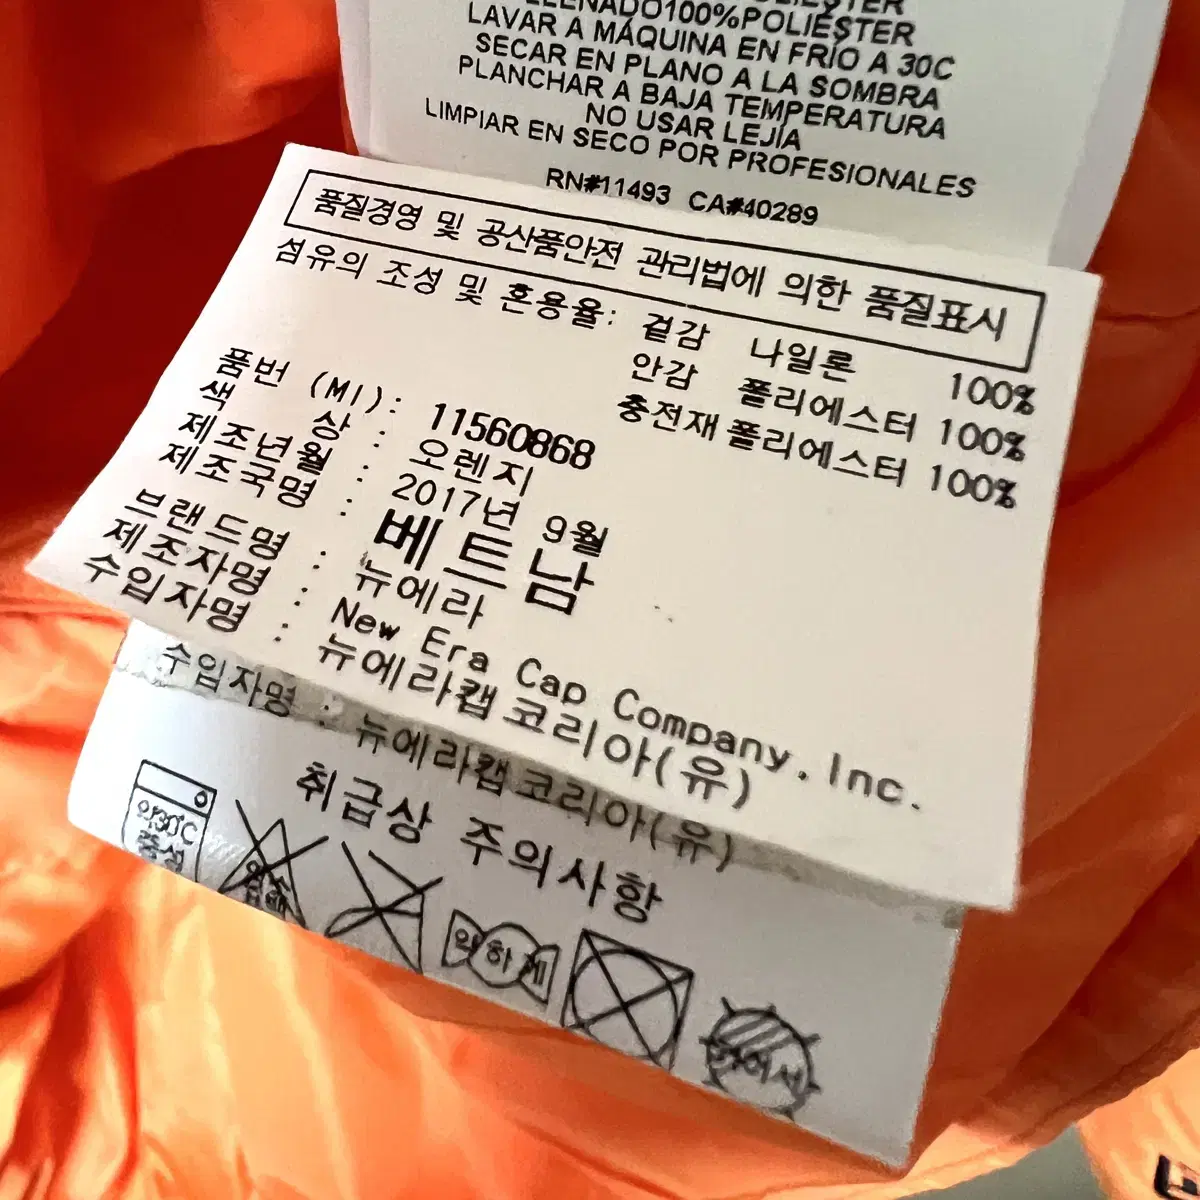 100%POLIÉSTER
LAVAR A MÁQUINA EN FRÍO A 30C
SECAR EN PLANO A LA SOMBRA
PLANCHAR A BAJA TEMPERATURA
NO USAR LEJÍA
LIMPIAR EN SECO POR PROFESIONALES
RN#11493 CA#40289
품질경영 및 공산품안전 관리법에 의한 품질표시
섬유의 조성 및 혼용율: 겉감 나일론 100%
안감 폴리에스터 100%
충전재 폴리에스터 100%
품번 (MI): 11560868
색 상 : 오렌지
제조년월 : 2017년 9월
제조국명 : 베트남
브랜드명 : 뉴에라
제조자명 : New Era Cap Company, Inc.
수입자명 : 뉴에라캡코리아(유)
수입자명 : 뉴에라캡코리아(유)
취급상 주의사항
약30℃
중성
약하게